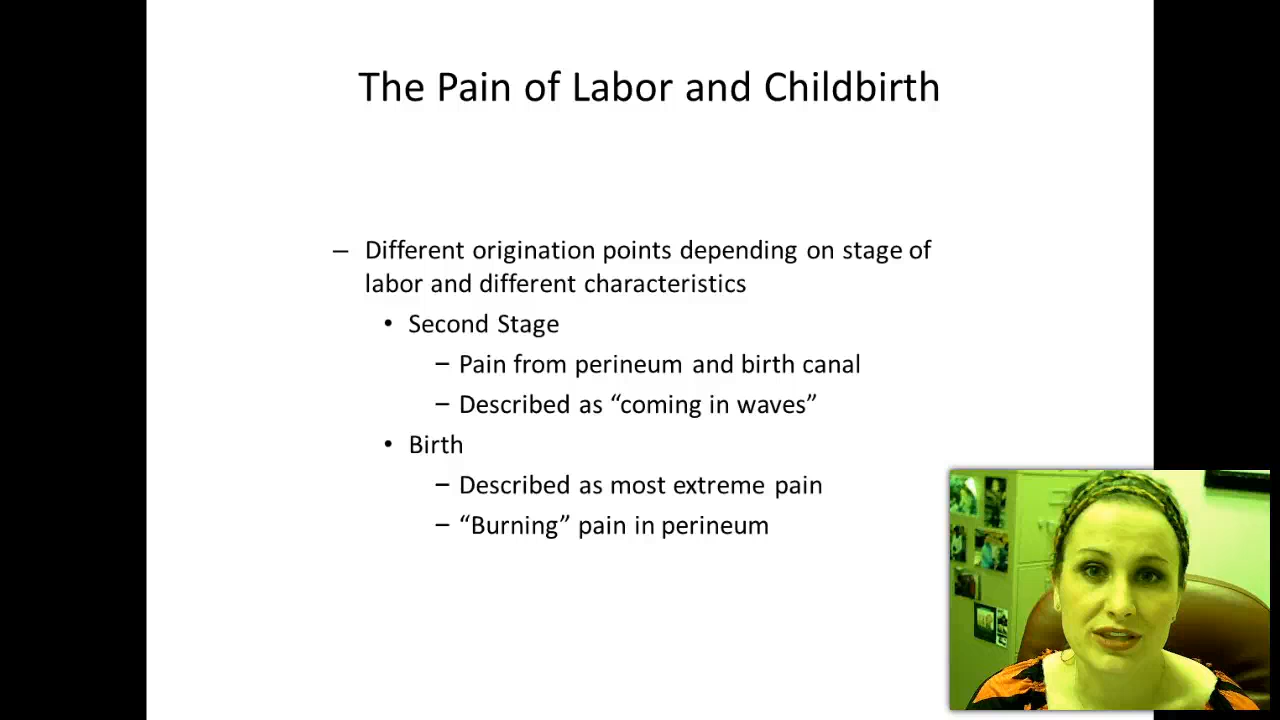 The Pain of Labor and Childbirth
– Different origination points depending on stage of
labor and different characteristics
• Second Stage
– Pain from perineum and birth canal
– Described as “coming in waves”
• Birth
– Described as most extreme pain
– “Burning” pain in perineum